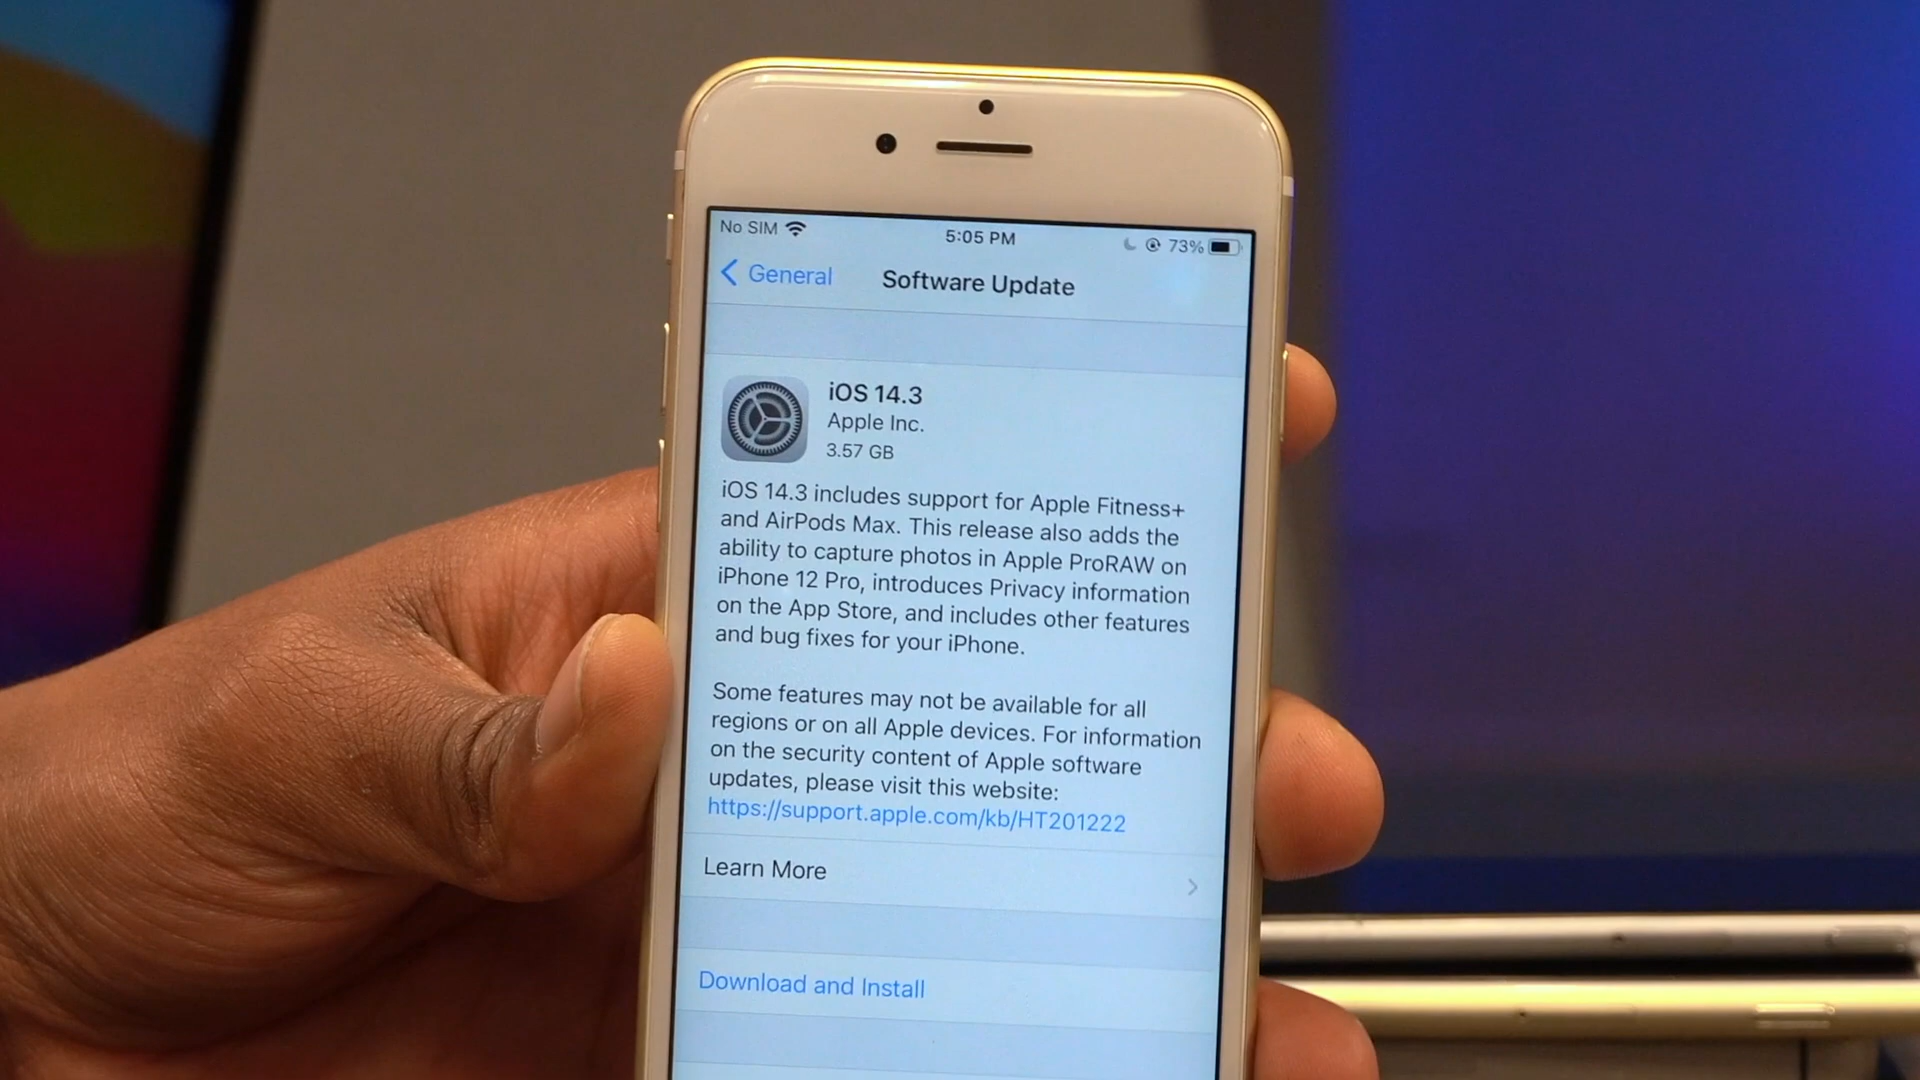 No SIM
5:05 PM
73%
General
Software Update
iOS 14.3
Apple Inc.
3.57 GB
iOS 14.3 includes support for Apple Fitness+
and AirPods Max. This release also adds the
ability to capture photos in Apple ProRAW on
iPhone 12 Pro, introduces Privacy information
on the App Store, and includes other features
and bug fixes for your iPhone.
Some features may not be available for all
regions or on all Apple devices. For information
on the security content of Apple software
updates, please visit this website:
https://support.apple.com/kb/HT201222
Learn More
Download and Install